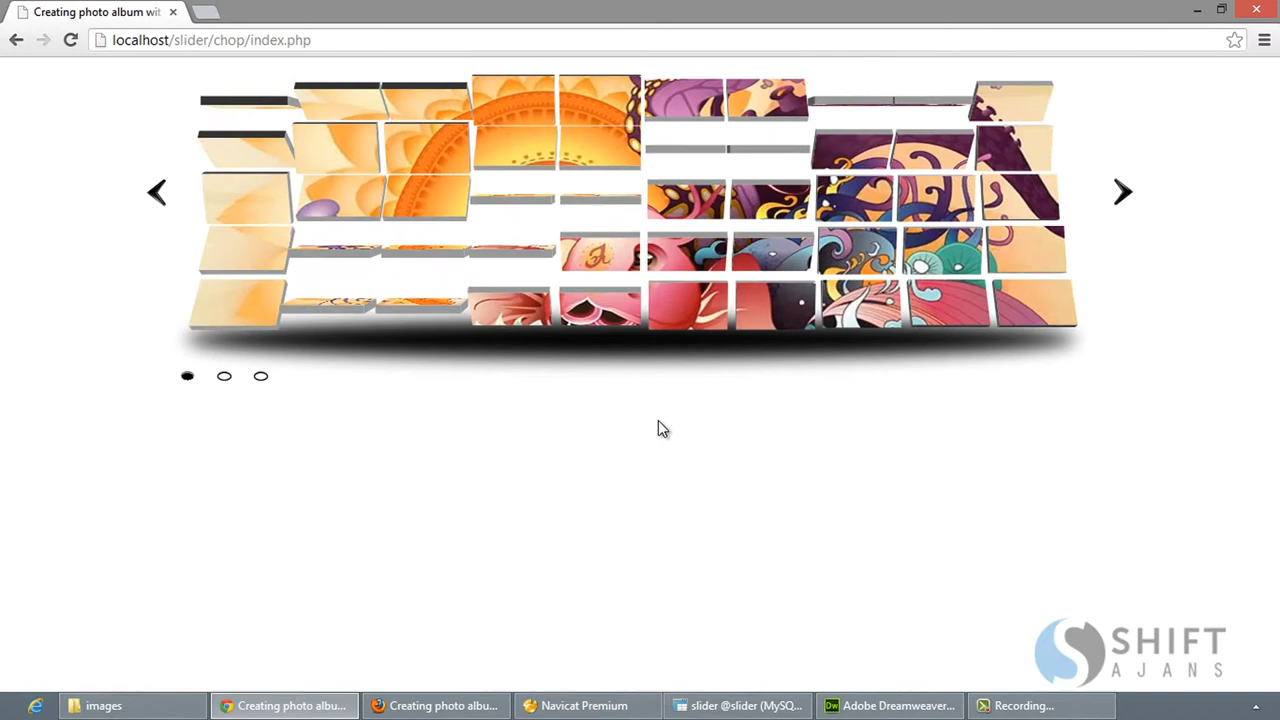 Creating photo album wit
localhost/slider/chop/index.php
SHIFT
AJANS
images
Creating photo albu...
Creating photo albu...
Navicat Premium
slider @slider (MySQ...
Dw
Adobe Dreamweaver...
Recording...